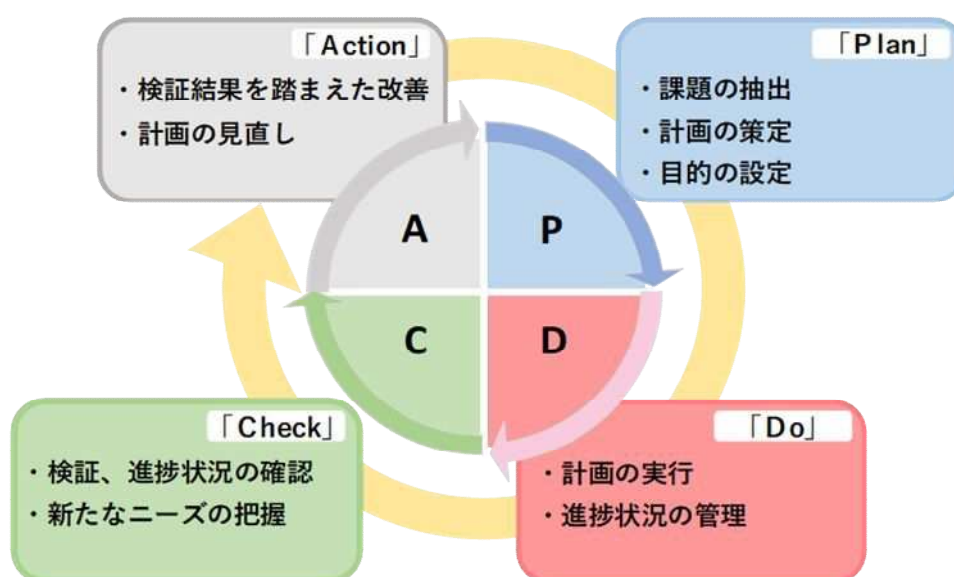 「Action」
・検証結果を踏まえた改善
・計画の見直し
「Plan」
・課題の抽出
・計画の策定
・目的の設定
A
P
C
D
「Check」
・検証、進捗状況の確認
・新たなニーズの把握
「Do」
・計画の実行
・進捗状況の管理